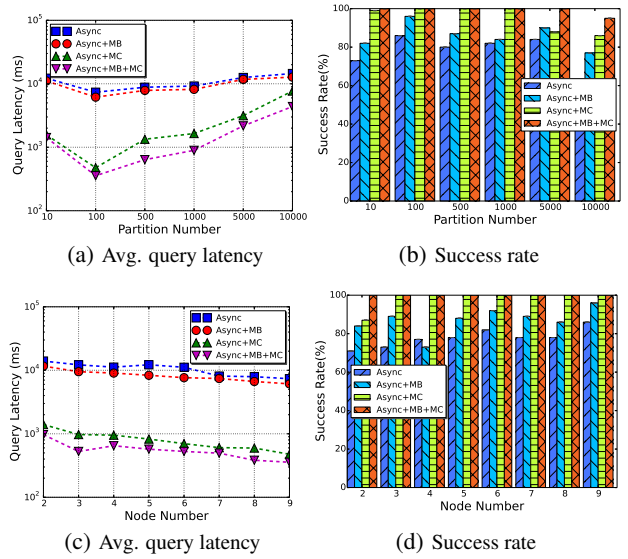 10^5
10^4
10^3
10^2
Query Latency (ms)
Async
Async+MB
Async+MC
Async+MB+MC
10 100 500 1000 5000 10000
Partition Number
(a) Avg. query latency
100
80
60
40
20
0
Success Rate(%)
Async
Async+MB
Async+MC
Async+MB+MC
10 100 500 1000 5000 10000
Partition Number
(b) Success rate
10^5
10^4
10^3
10^2
Query Latency (ms)
Async
Async+MB
Async+MC
Async+MB+MC
2 3 4 5 6 7 8 9
Node Number
(c) Avg. query latency
100
80
60
40
20
0
Success Rate(%)
Async
Async+MB
Async+MC
Async+MB+MC
2 3 4 5 6 7 8 9
Node Number
(d) Success rate